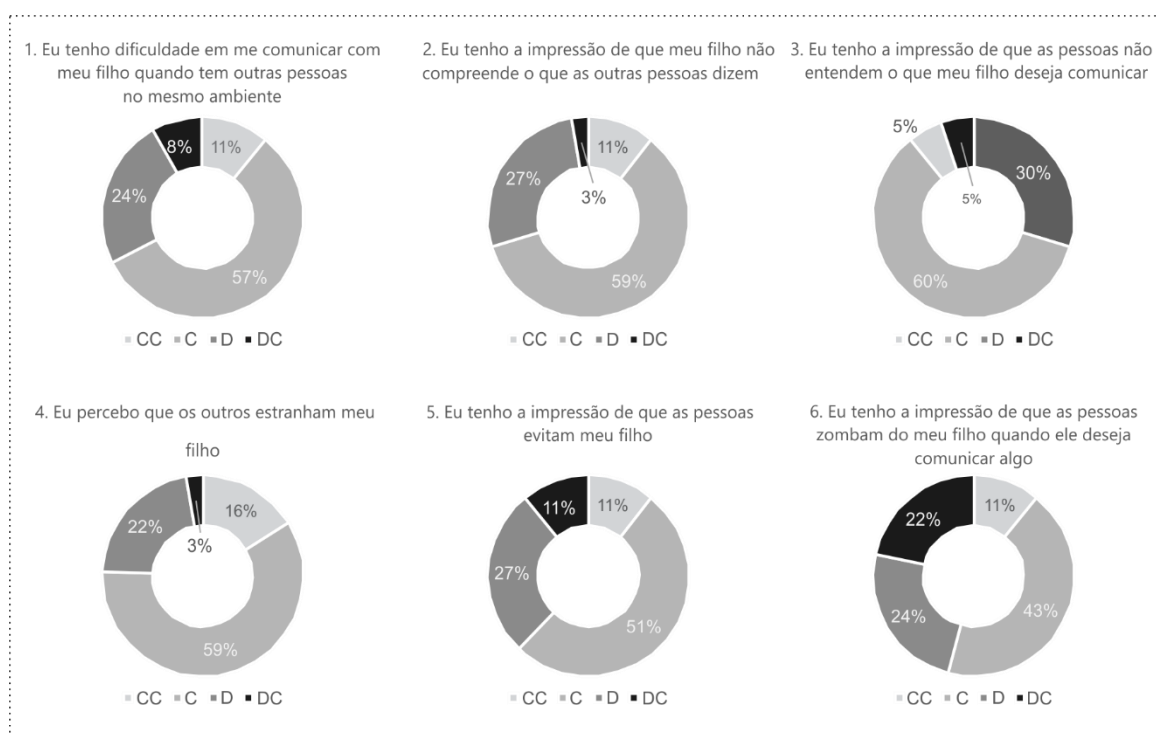 1. Eu tenho dificuldade em me comunicar com
meu filho quando tem outras pessoas
no mesmo ambiente
8%
11%
24%
57%
CC C D DC
2. Eu tenho a impressão de que meu filho não
compreende o que as outras pessoas dizem
11%
27%
3%
59%
CC C D DC
3. Eu tenho a impressão de que as pessoas não
entendem o que meu filho deseja comunicar
5%
30%
5%
60%
CC C D DC
4. Eu percebo que os outros estranham meu
filho
16%
22%
3%
59%
CC C D DC
5. Eu tenho a impressão de que as pessoas
evitam meu filho
11%
11%
27%
51%
CC C D DC
6. Eu tenho a impressão de que as pessoas
zombam do meu filho quando ele deseja
comunicar algo
11%
22%
43%
24%
CC C D DC